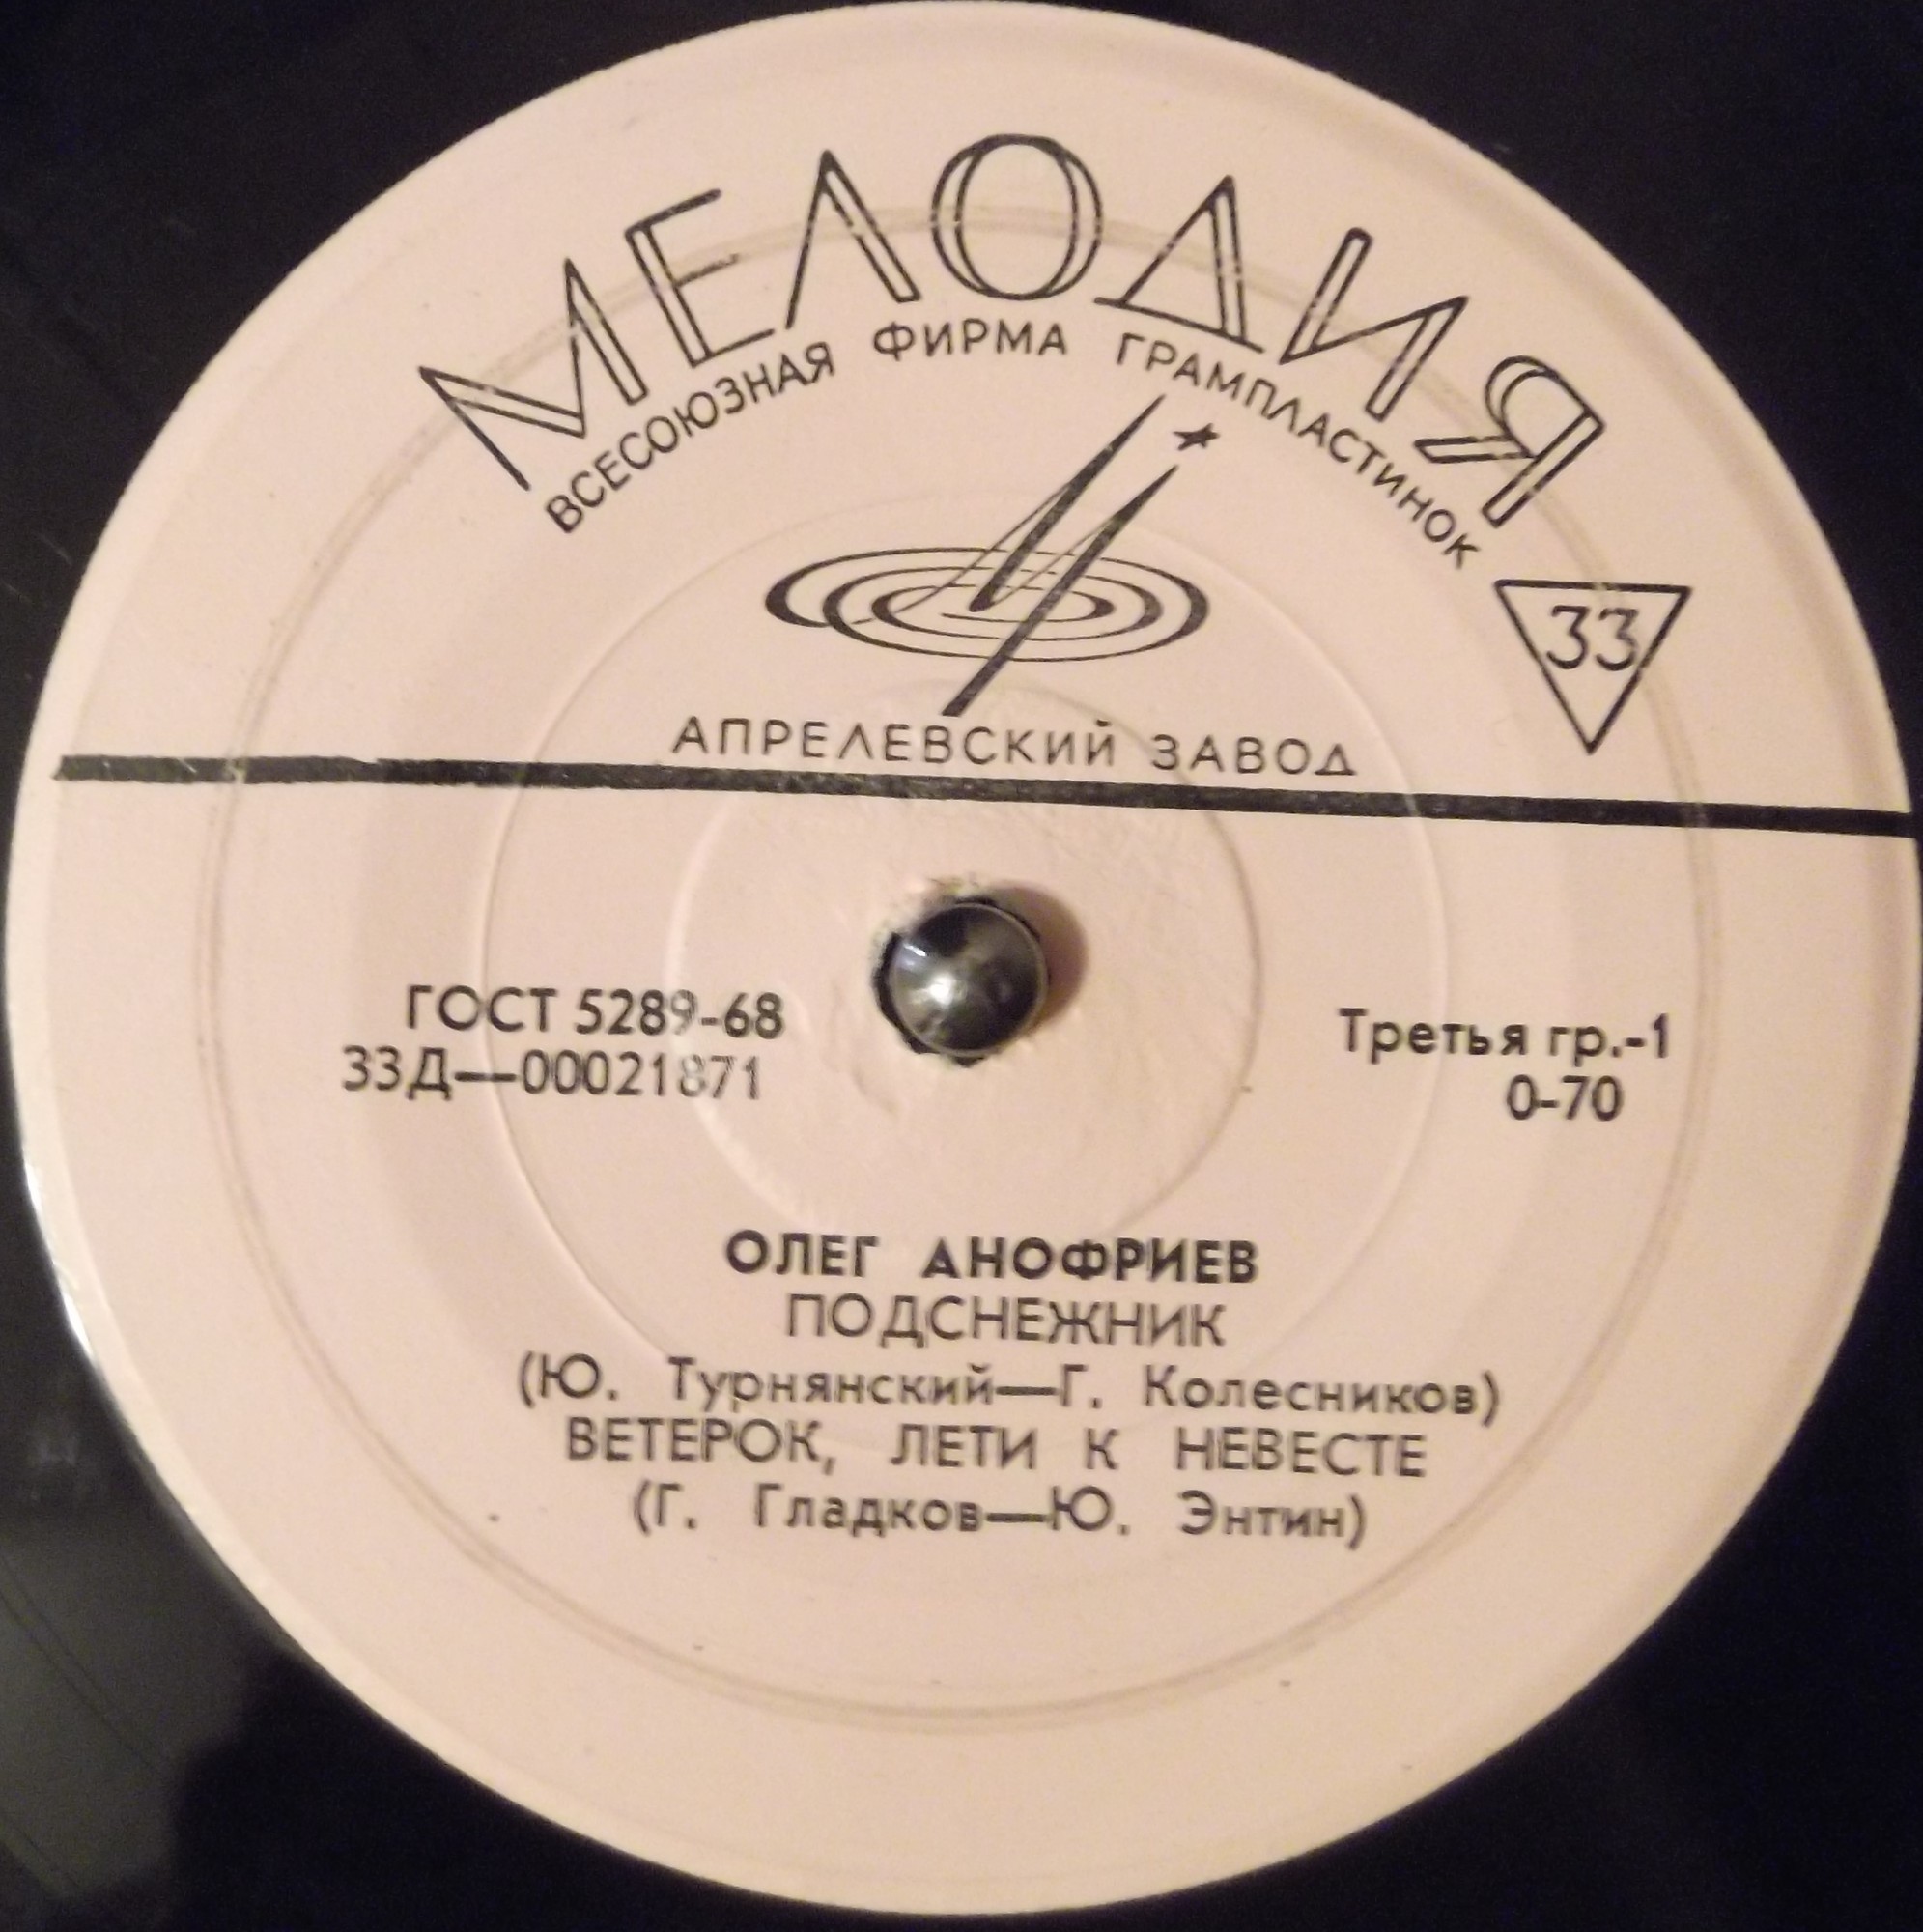 МЕЛОДИЯ
ВСЕСОЮЗНАЯ ФИРМА ГРАМПЛАСТИНОК
33
АПРЕЛЕВСКИЙ ЗАВОД
ГОСТ 5289-68
33Д—00021871
Третья гр.-1
0-70
ОЛЕГ АНОФРИЕВ
ПОДСНЕЖНИК
(Ю. Турнянский—Г. Колесников)
ВЕТЕРОК, ЛЕТИ К НЕВЕСТЕ
(Г. Гладков—Ю. Энтин)